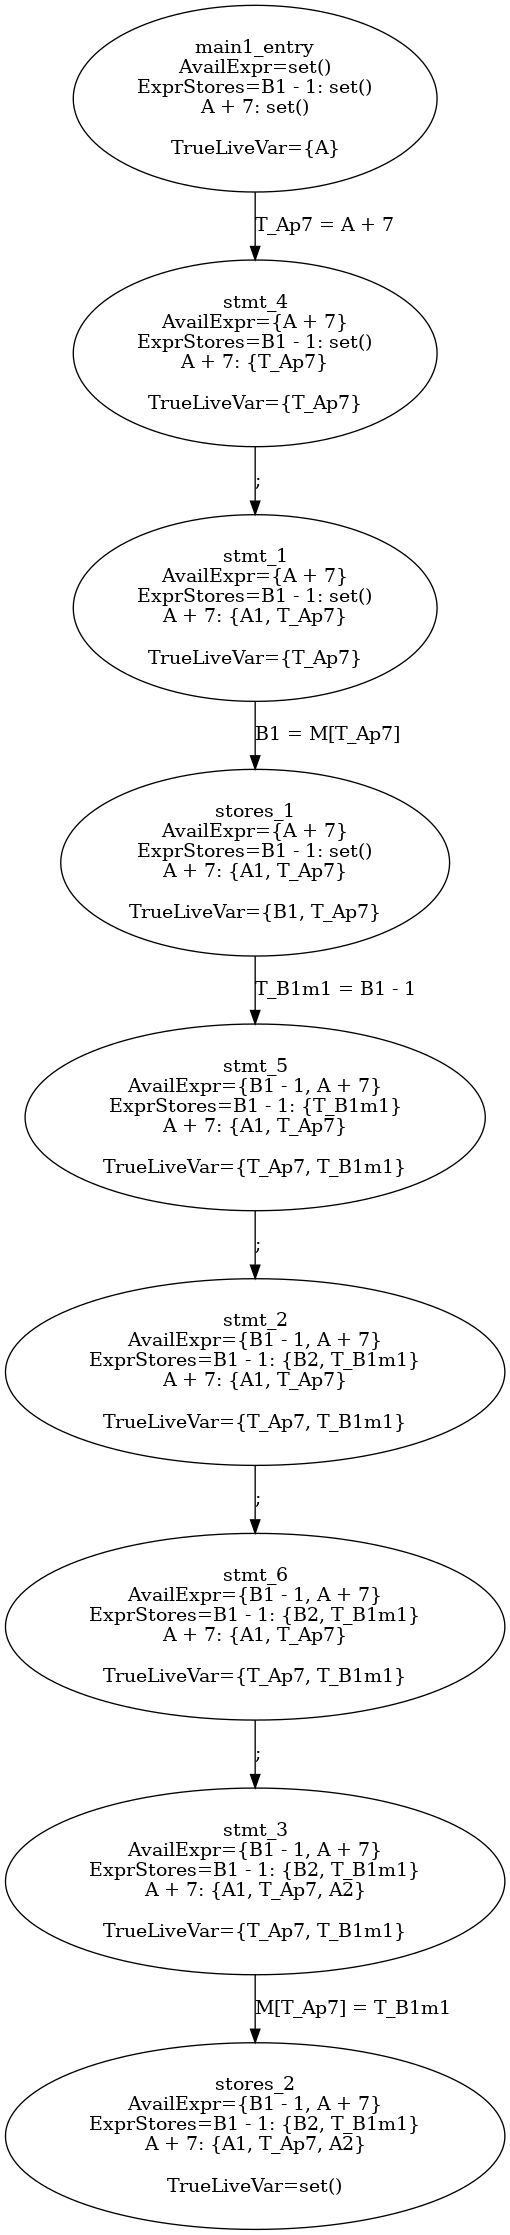 main1_entry
AvailExpr=set()
ExprStores=B1 - 1: set()
A + 7: set()
TrueLiveVar={A}
T_Ap7 = A + 7
stmt_4
AvailExpr={A + 7}
ExprStores=B1 - 1: set()
A + 7: {T_Ap7}
TrueLiveVar={T_Ap7}
;
stmt_1
AvailExpr={A + 7}
ExprStores=B1 - 1: set()
A + 7: {A1, T_Ap7}
TrueLiveVar={T_Ap7}
B1 = M[T_Ap7]
stores_1
AvailExpr={A + 7}
ExprStores=B1 - 1: set()
A + 7: {A1, T_Ap7}
TrueLiveVar={B1, T_Ap7}
T_B1m1 = B1 - 1
stmt_5
AvailExpr={B1 - 1, A + 7}
ExprStores=B1 - 1: {T_B1m1}
A + 7: {A1, T_Ap7}
TrueLiveVar={T_Ap7, T_B1m1}
;
stmt_2
AvailExpr={B1 - 1, A + 7}
ExprStores=B1 - 1: {B2, T_B1m1}
A + 7: {A1, T_Ap7}
TrueLiveVar={T_Ap7, T_B1m1}
;
stmt_6
AvailExpr={B1 - 1, A + 7}
ExprStores=B1 - 1: {B2, T_B1m1}
A + 7: {A1, T_Ap7}
TrueLiveVar={T_Ap7, T_B1m1}
;
stmt_3
AvailExpr={B1 - 1, A + 7}
ExprStores=B1 - 1: {B2, T_B1m1}
A + 7: {A1, T_Ap7, A2}
TrueLiveVar={T_Ap7, T_B1m1}
M[T_Ap7] = T_B1m1
stores_2
AvailExpr={B1 - 1, A + 7}
ExprStores=B1 - 1: {B2, T_B1m1}
A + 7: {A1, T_Ap7, A2}
TrueLiveVar=set()